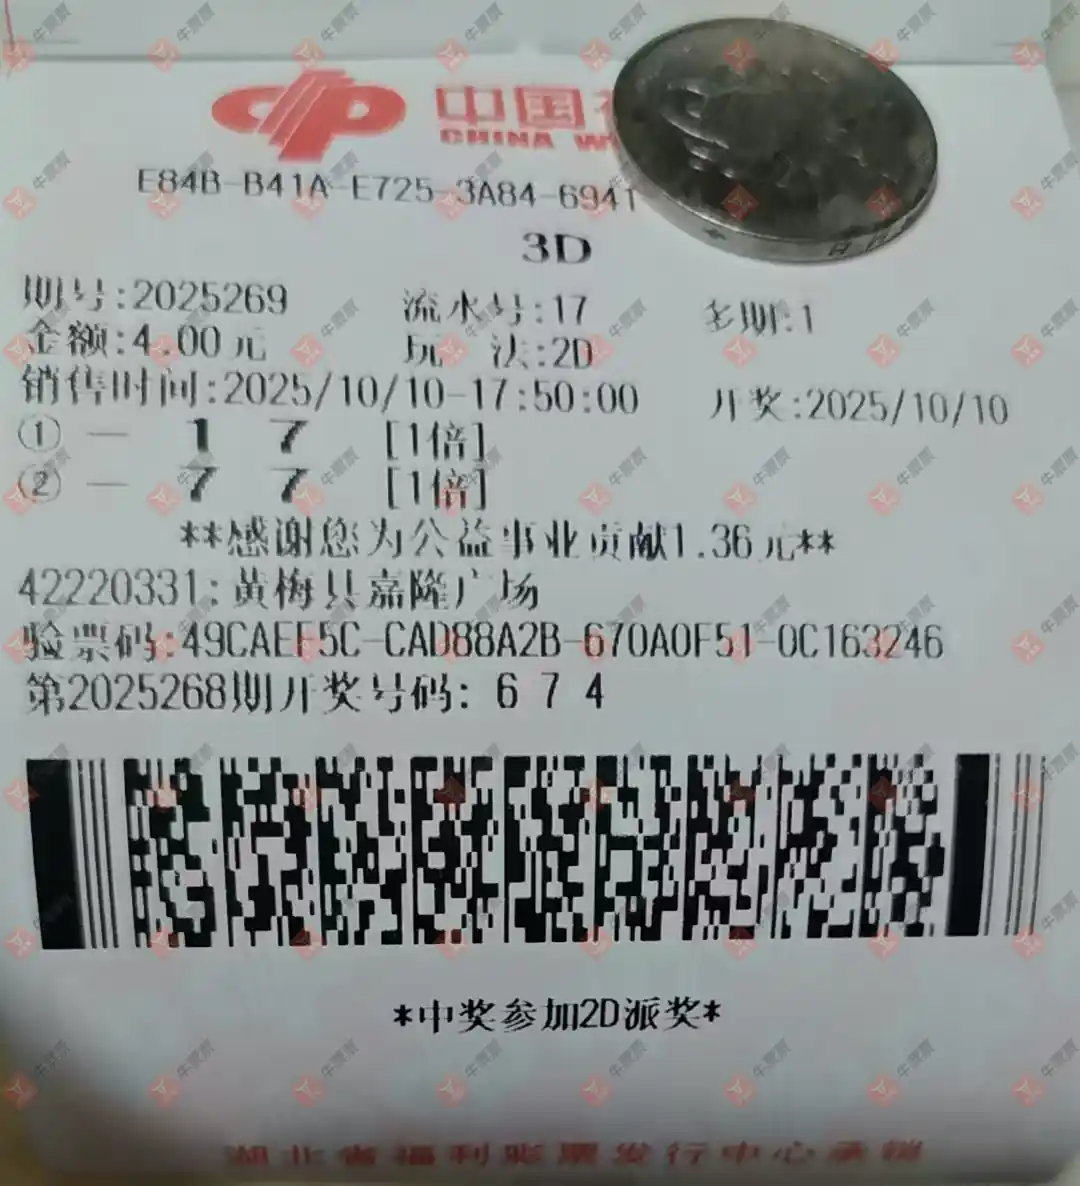 中国
CHINA W
E84B-B41A-E725-3A84-6941
3D
期号:2025269 流水号:17 多期:1
金额:4.00元 玩 法:2D
销售时间:2025/10/10-17:50:00 开奖:2025/10/10
① — 1 7 [1倍]
② — 7 7 [1倍]
**感谢您为公益事业贡献1.36元**
42220331:黄梅县嘉隆广场
验票码:49CAEF5C-CAD88A2B-670A0F51-0C163246
第2025268期开奖号码: 6 7 4
*中奖参加2D派奖*
湖北省福利彩票发行中心承销
牛票票